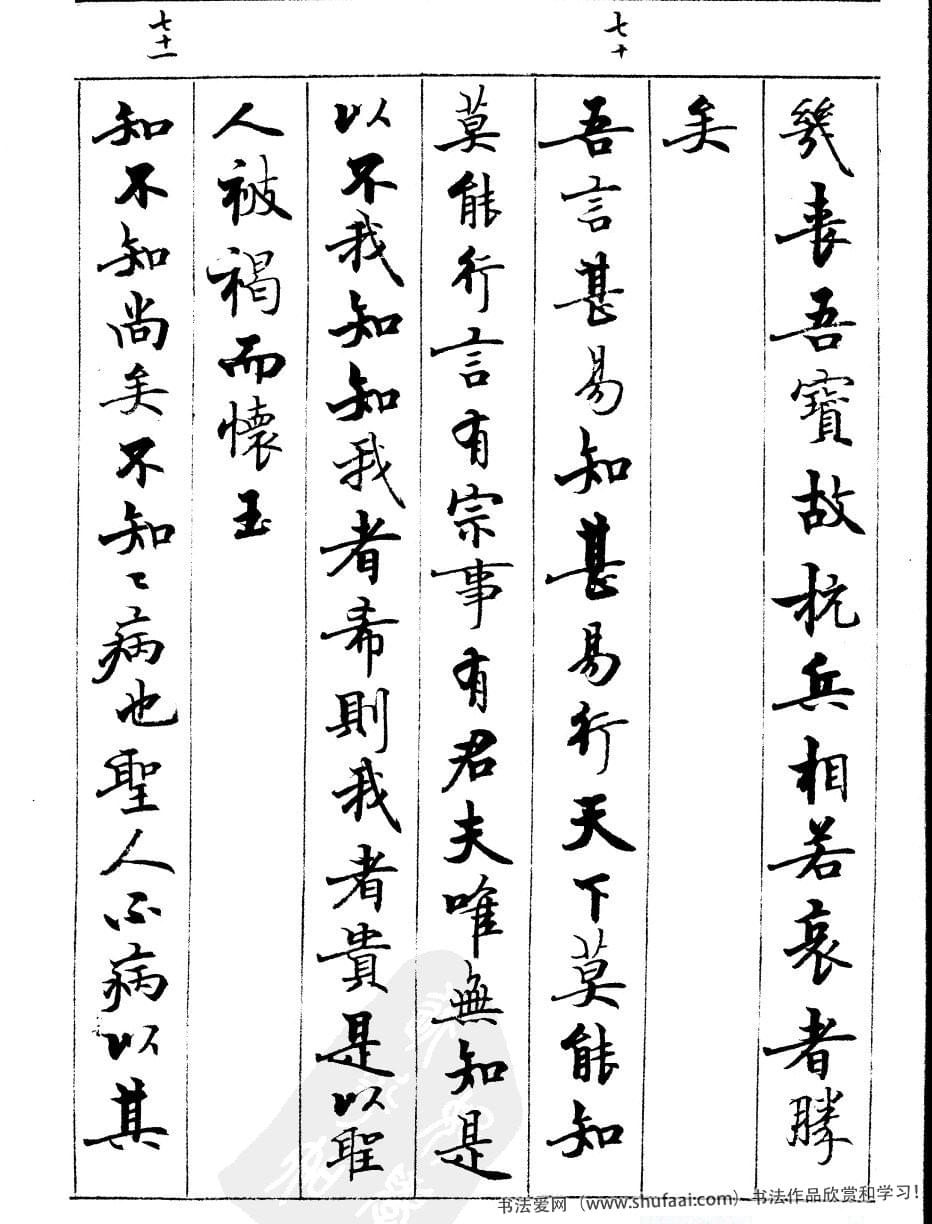 幾喪吾寶故抗兵相若哀者勝
矣
七十
吾言甚易知甚易行天下莫能知
莫能行言有宗事有君夫唯無知是
以不我知知我者希則我者貴是以聖
人被褐而懷玉
七十一
知不知尚矣不知〻病也聖人不病以其
书法爱网（www.shufaai.com）-书法作品欣赏和学习！